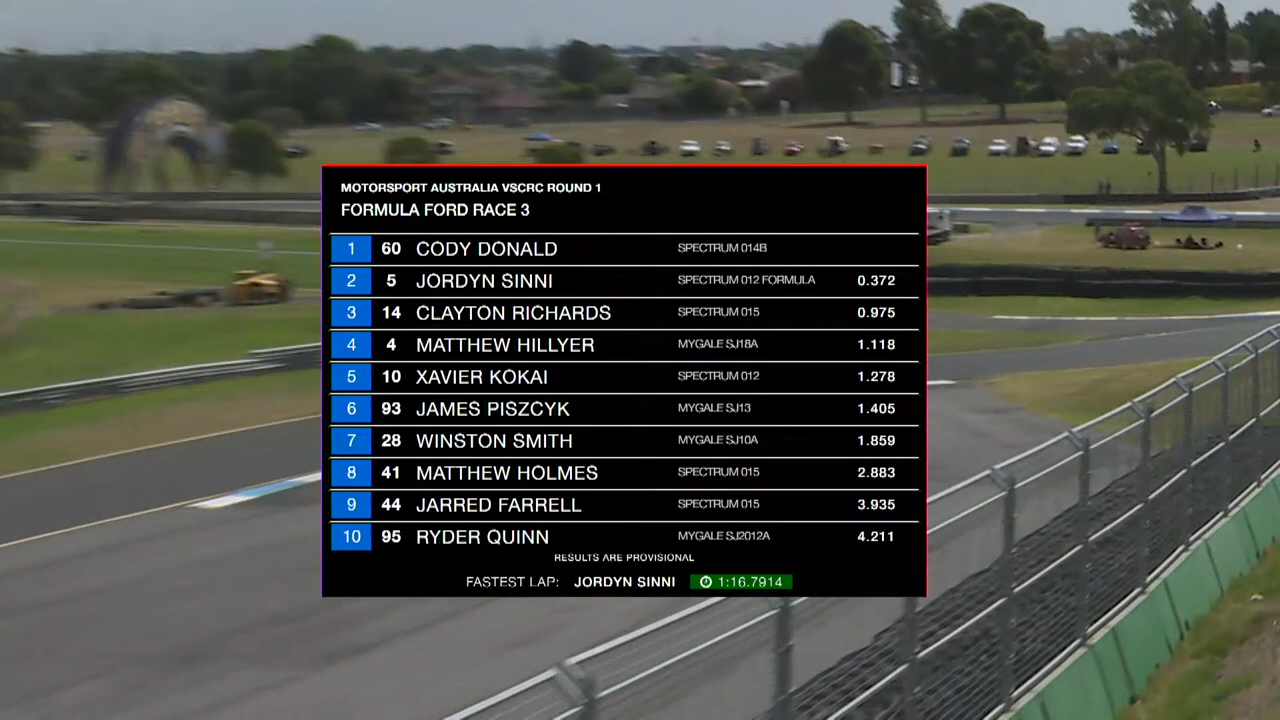 MOTORSPORT AUSTRALIA VSCRC ROUND 1
FORMULA FORD RACE 3
1 60 CODY DONALD SPECTRUM 014B
2 5 JORDYN SINNI SPECTRUM 012 FORMULA 0.372
3 14 CLAYTON RICHARDS SPECTRUM 015 0.975
4 4 MATTHEW HILLYER MYGALE SJ18A 1.118
5 10 XAVIER KOKAI SPECTRUM 012 1.278
6 93 JAMES PISZCYK MYGALE SJ13 1.405
7 28 WINSTON SMITH MYGALE SJ10A 1.859
8 41 MATTHEW HOLMES SPECTRUM 015 2.883
9 44 JARRED FARRELL SPECTRUM 015 3.935
10 95 RYDER QUINN MYGALE SJ2012A 4.211
RESULTS ARE PROVISIONAL
FASTEST LAP: JORDYN SINNI 1:16.7914